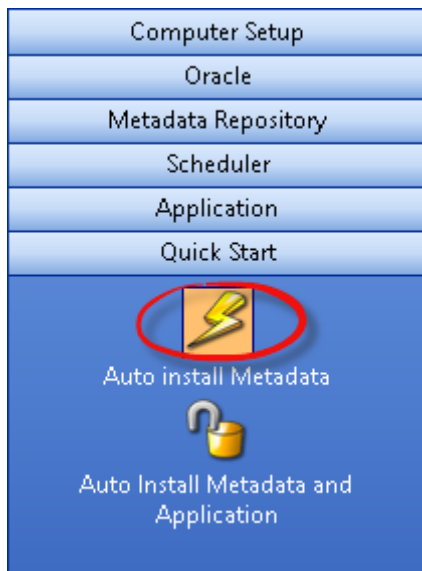 Computer Setup
Oracle
Metadata Repository
Scheduler
Application
Quick Start
Auto install Metadata
Auto Install Metadata and
Application